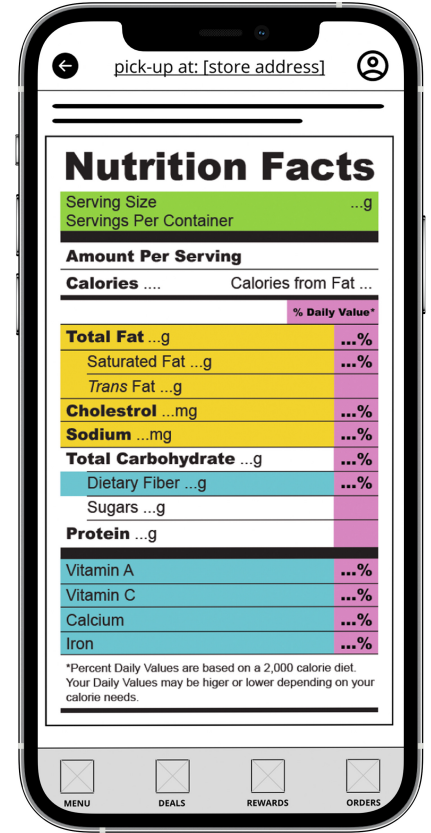 pick-up at: [store address]
Nutrition Facts
Serving Size ...g
Servings Per Container
Amount Per Serving
Calories .... Calories from Fat ...
% Daily Value*
Total Fat ...g ...%
Saturated Fat ...g ...%
Trans Fat ...g
Cholestrol ...mg ...%
Sodium ...mg ...%
Total Carbohydrate ...g ...%
Dietary Fiber ...g ...%
Sugars ...g
Protein ...g
Vitamin A ...%
Vitamin C ...%
Calcium ...%
Iron ...%
*Percent Daily Values are based on a 2,000 calorie diet.
Your Daily Values may be higer or lower depending on your
calorie needs.
MENU DEALS REWARDS ORDERS